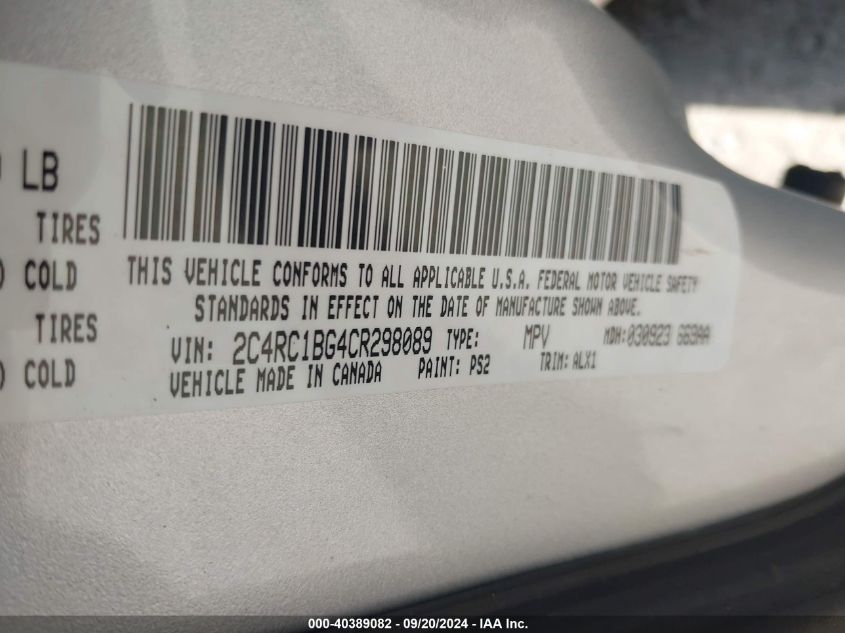 LB
TIRES
COLD
TIRES
COLD
THIS VEHICLE CONFORMS TO ALL APPLICABLE U.S.A. FEDERAL MOTOR VEHICLE SAFETY
STANDARDS IN EFFECT ON THE DATE OF MANUFACTURE SHOWN ABOVE.
VIN: 2C4RC1BG4CR298089 TYPE: MPV MDH:030923 669AA
VEHICLE MADE IN CANADA PAINT: PS2 TRIM: ALX1
000-40389082 - 09/20/2024 - IAA Inc.